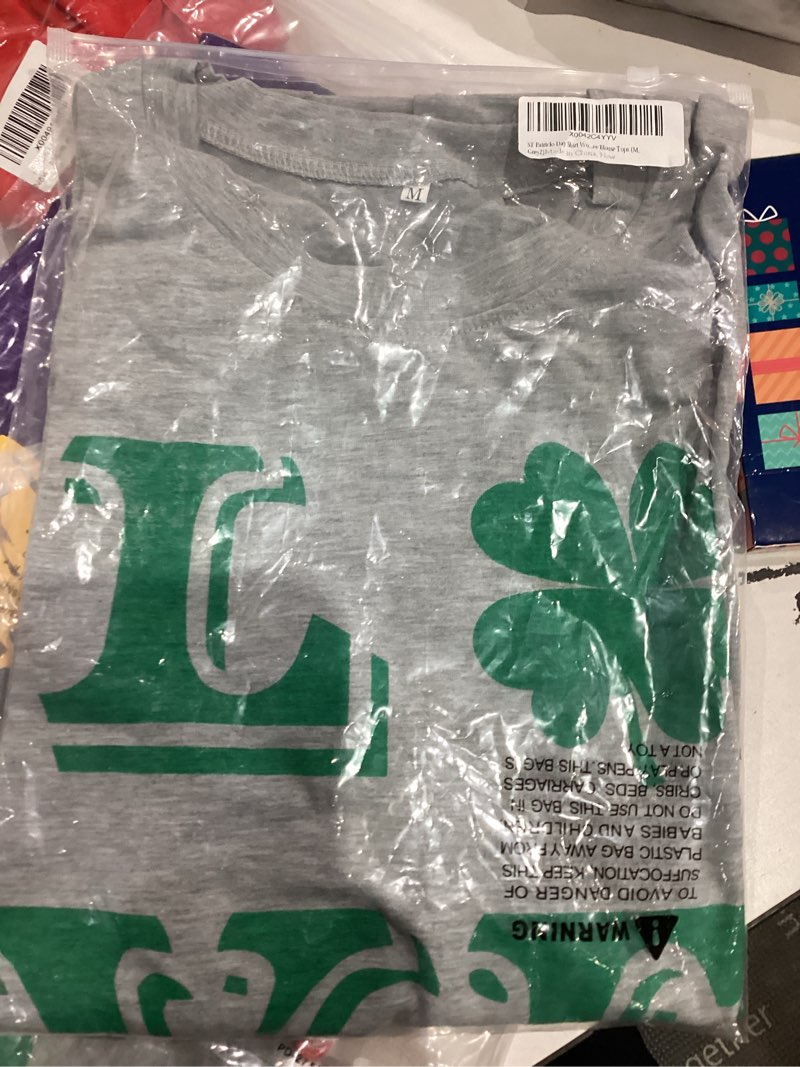 X0042C4YYV
M
L
WARNING
TO AVOID DANGER OF
SUFFOCATION, KEEP THIS
PLASTIC BAG AWAY FROM
BABIES AND CHILDREN.
DO NOT USE THIS BAG IN
CRIBS, BEDS, CARRIAGES
OR PLAY PENS. THIS BAG IS
NOT A TOY